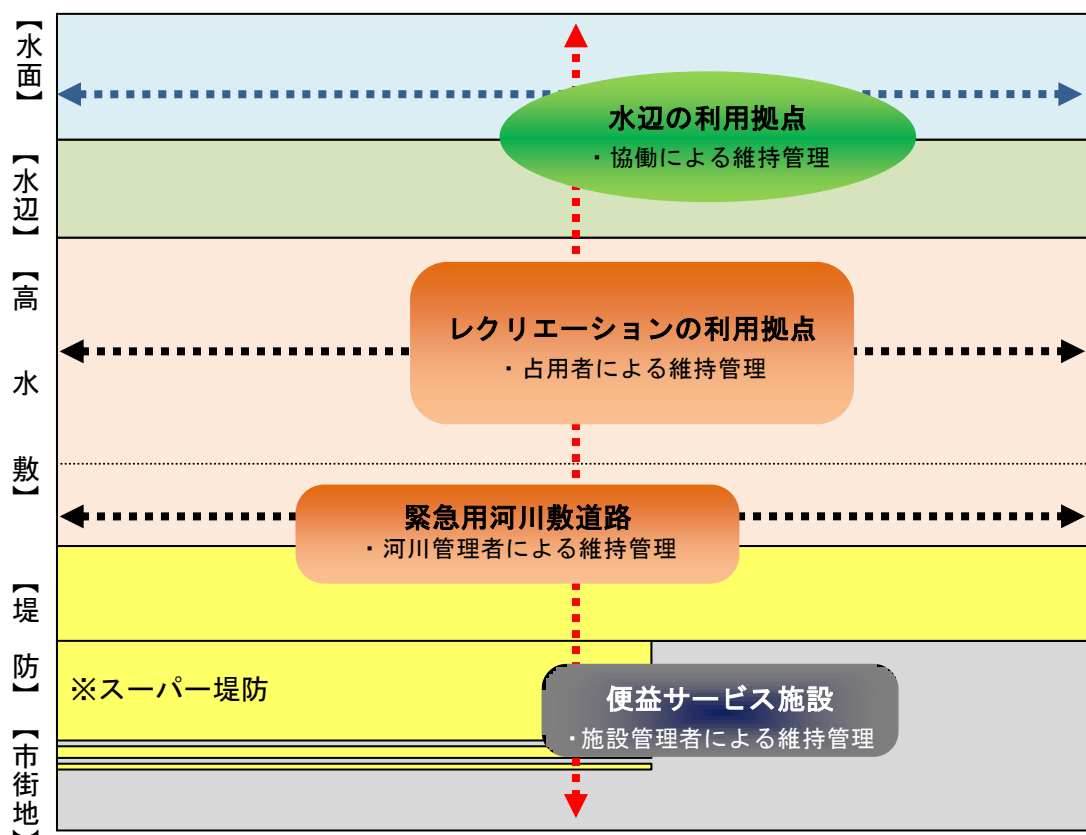 【水面】
水辺の利用拠点
・協働による維持管理
【水辺】
【高水敷】
レクリエーションの利用拠点
・占用者による維持管理
緊急用河川敷道路
・河川管理者による維持管理
【堤防】
※スーパー堤防
便益サービス施設
・施設管理者による維持管理
【市街地】